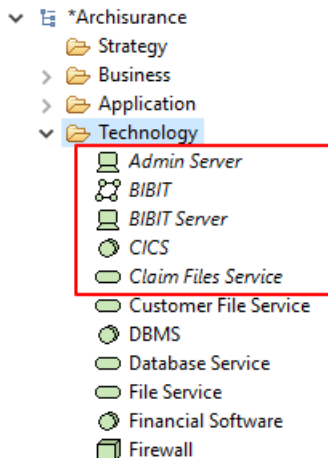 *Archisurance
Strategy
Business
Application
Technology
Admin Server
BIBIT
BIBIT Server
CICS
Claim Files Service
Customer File Service
DBMS
Database Service
File Service
Financial Software
Firewall